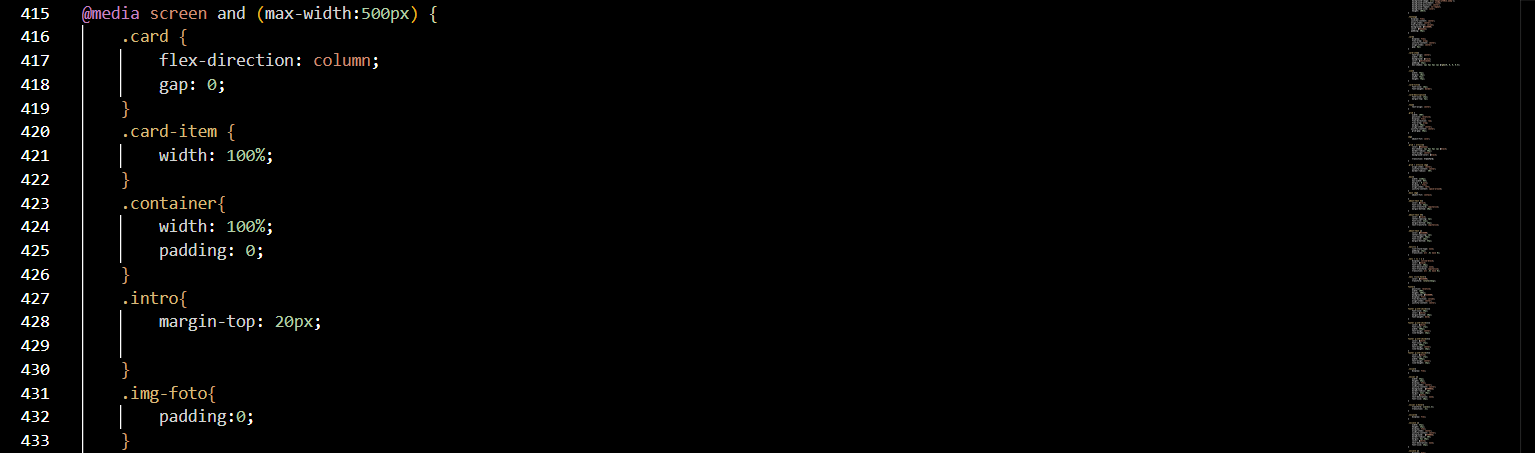 415 @media screen and (max-width:500px) {
416 .card {
417 flex-direction: column;
418 gap: 0;
419 }
420 .card-item {
421 width: 100%;
422 }
423 .container{
424 width: 100%;
425 padding: 0;
426 }
427 .intro{
428 margin-top: 20px;
429
430 }
431 .img-foto{
432 padding:0;
433 }